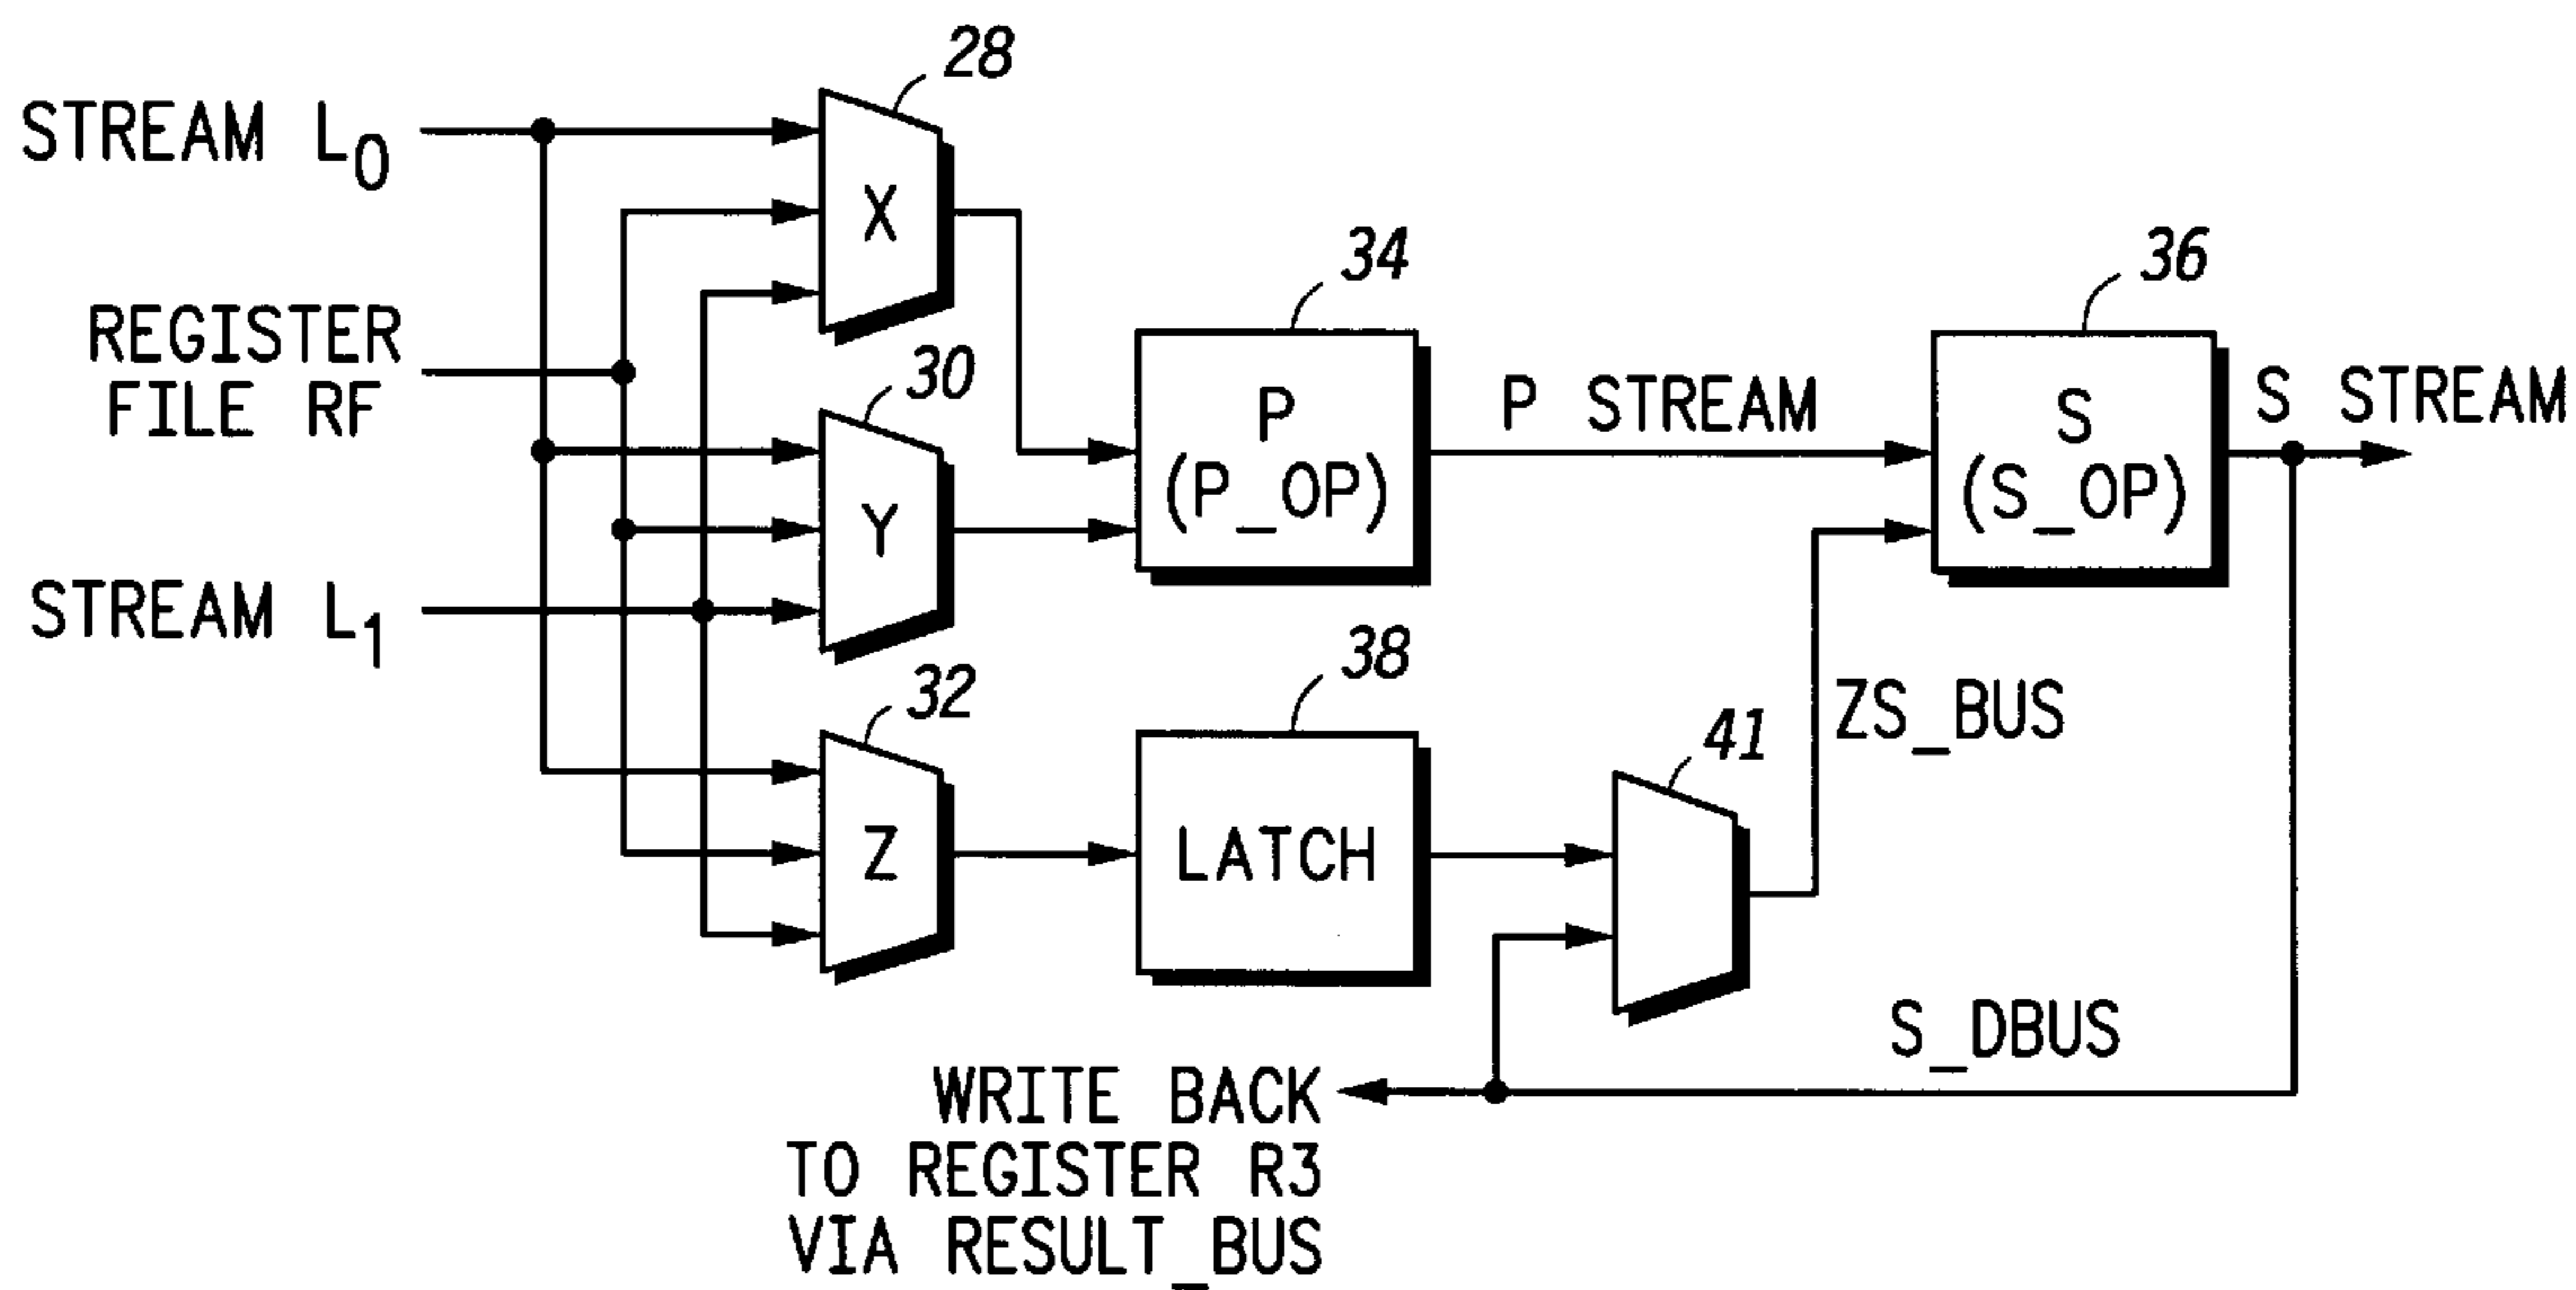 28
STREAM L0
X
34
36
REGISTER
FILE RF
30
P
(P_OP)
P STREAM
S
(S_OP)
S STREAM
Y
STREAM L1
32
38
41
ZS_BUS
Z
LATCH
S_DBUS
WRITE BACK
TO REGISTER R3
VIA RESULT_BUS